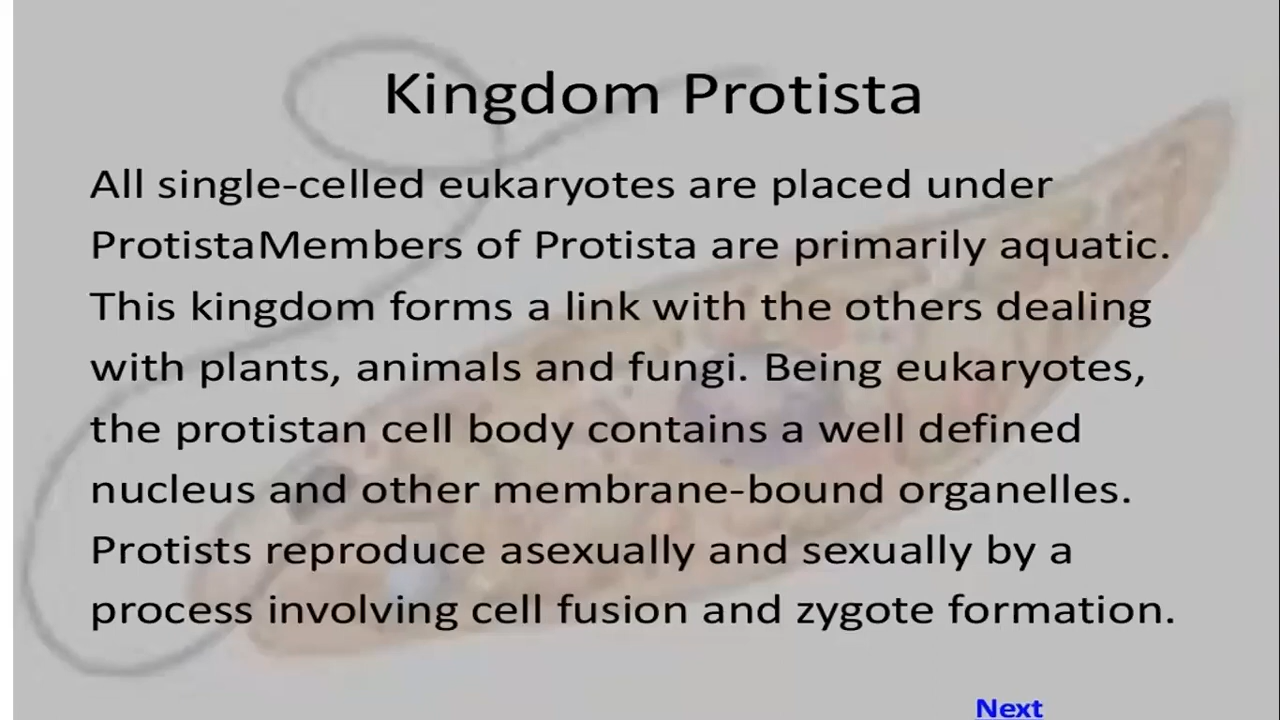 Kingdom Protista
All single-celled eukaryotes are placed under
ProtistaMembers of Protista are primarily aquatic.
This kingdom forms a link with the others dealing
with plants, animals and fungi. Being eukaryotes,
the protistan cell body contains a well defined
nucleus and other membrane-bound organelles.
Protists reproduce asexually and sexually by a
process involving cell fusion and zygote formation.
Next